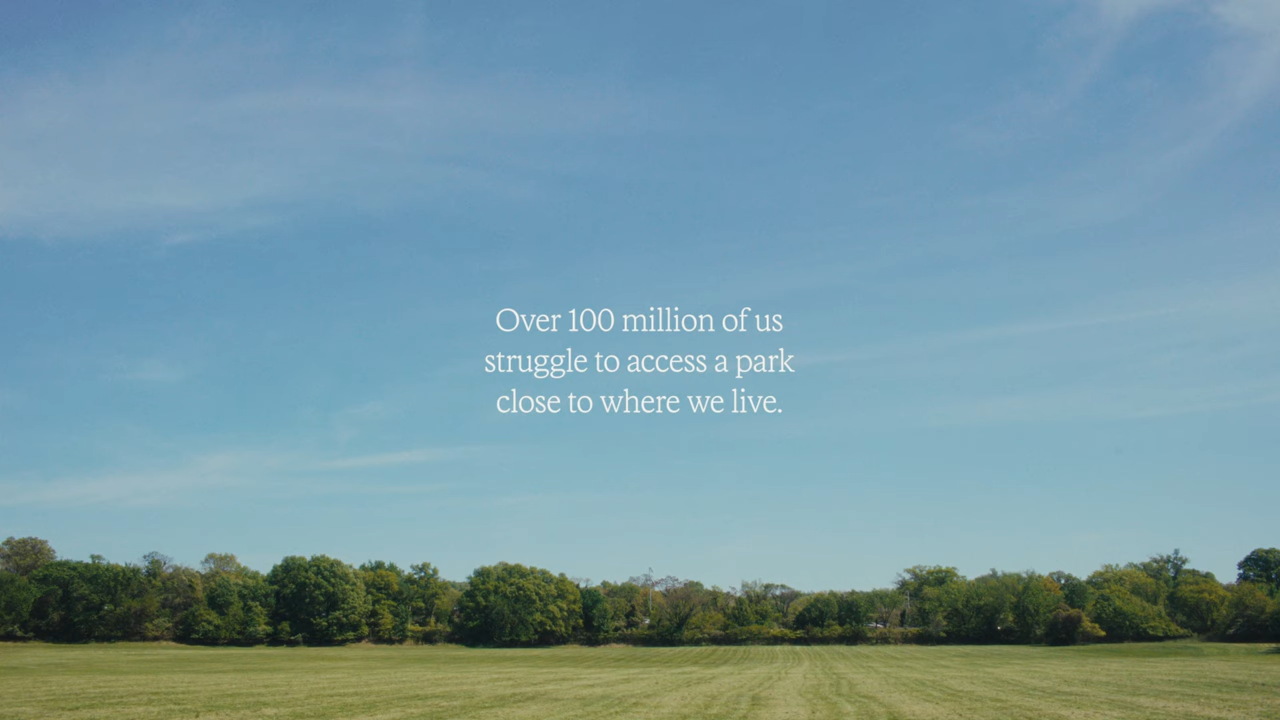 Over 100 million of us
struggle to access a park
close to where we live.